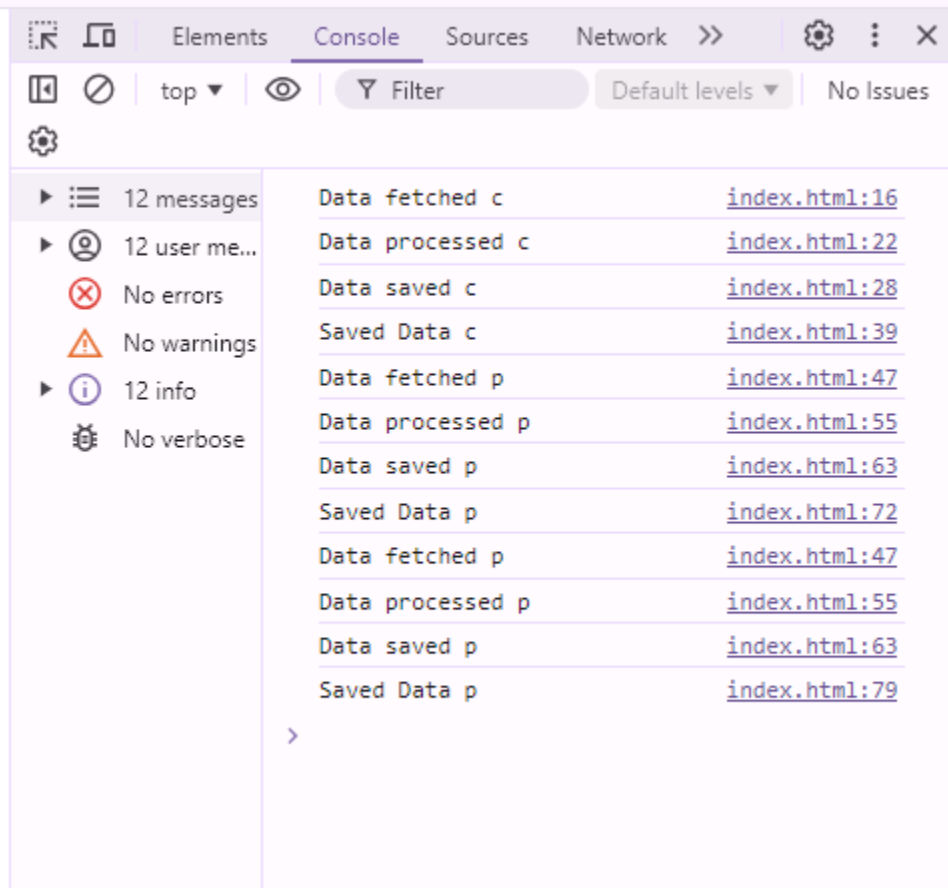 Elements Console Sources Network
top Filter Default levels No Issues
12 messages
12 user me...
No errors
No warnings
12 info
No verbose
Data fetched c index.html:16
Data processed c index.html:22
Data saved c index.html:28
Saved Data c index.html:39
Data fetched p index.html:47
Data processed p index.html:55
Data saved p index.html:63
Saved Data p index.html:72
Data fetched p index.html:47
Data processed p index.html:55
Data saved p index.html:63
Saved Data p index.html:79